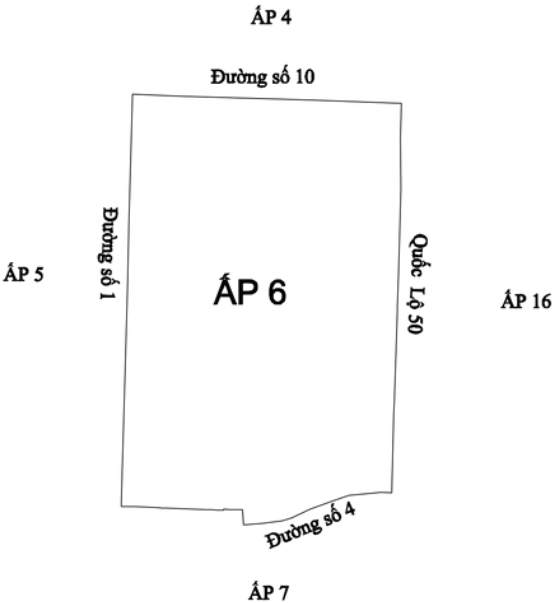 ẤP 4
Đường số 10
Đường số 1
Quốc Lộ 50
ẤP 5
ẤP 6
ẤP 16
Đường số 4
ẤP 7